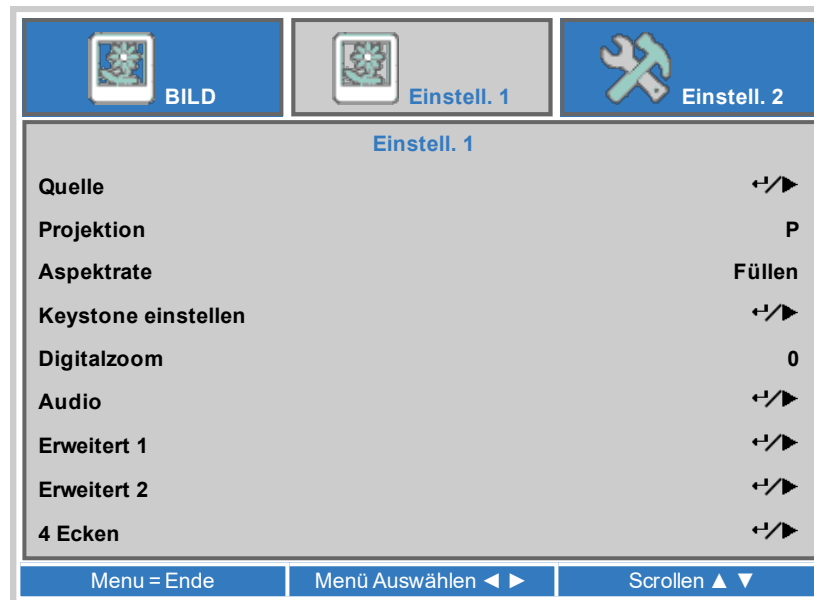 BILD Einstell. 1 Einstell. 2
Einstell. 1
Quelle ↵/▶
Projektion P
Aspektrate Füllen
Keystone einstellen ↵/▶
Digitalzoom 0
Audio ↵/▶
Erweitert 1 ↵/▶
Erweitert 2 ↵/▶
4 Ecken ↵/▶
Menu = Ende Menü Auswählen ◄ ► Scrollen ▲ ▼